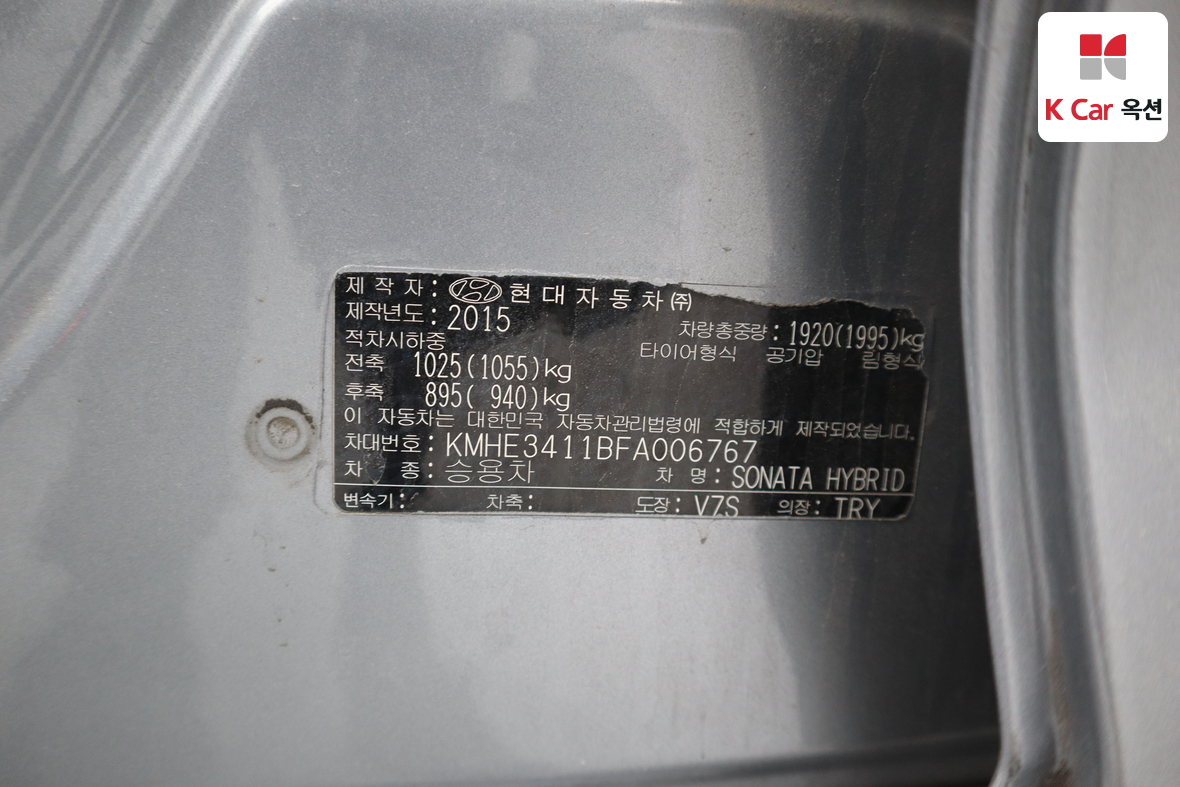 K Car 옥션
제 작 자 : 현 대 자 동 차 ㈜
제작년도 : 2015
차량총중량 : 1920(1995)kg
적차시하중
타이어형식 공기압 림형식
전축 1025(1055)kg
후축 895( 940)kg
이 자동차는 대한민국 자동차관리법령에 적합하게 제작되었습니다.
차대번호 : KMHE3411BFA006767
차 종 : 승용차 차 명 : SONATA HYBRID
변속기 : 차축 : 도장 : V7S 의장 : TRY